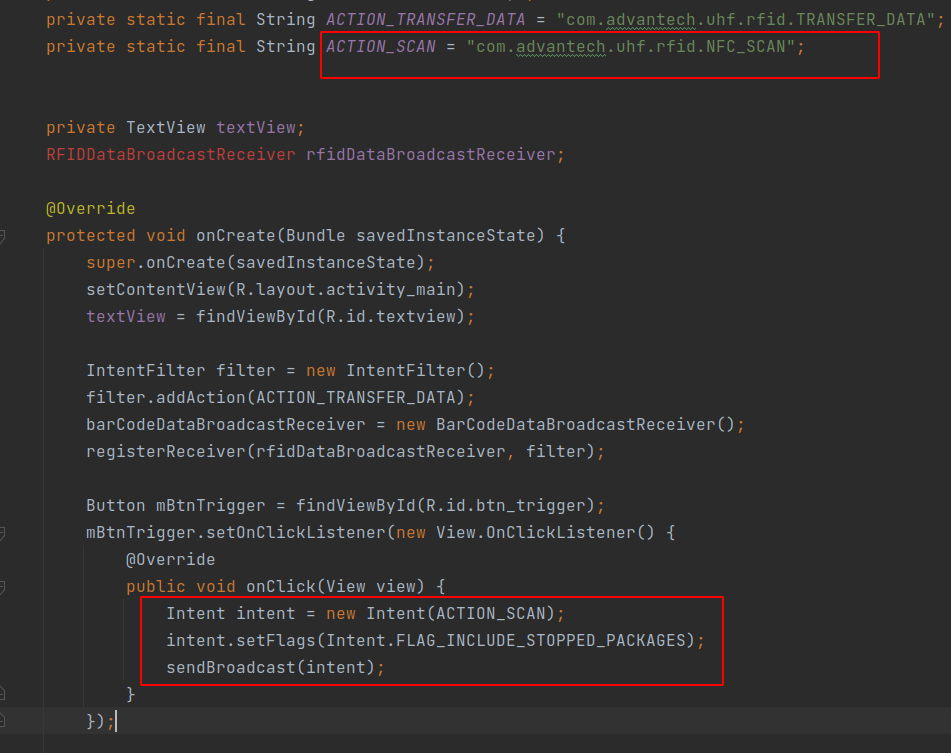 private static final String ACTION_TRANSFER_DATA = "com.advantech.uhf.rfid.TRANSFER_DATA";
private static final String ACTION_SCAN = "com.advantech.uhf.rfid.NFC_SCAN";
private TextView textView;
RFIDDataBroadcastReceiver rfidDataBroadcastReceiver;
@Override
protected void onCreate(Bundle savedInstanceState) {
super.onCreate(savedInstanceState);
setContentView(R.layout.activity_main);
textView = findViewById(R.id.textview);
IntentFilter filter = new IntentFilter();
filter.addAction(ACTION_TRANSFER_DATA);
barCodeDataBroadcastReceiver = new BarCodeDataBroadcastReceiver();
registerReceiver(rfidDataBroadcastReceiver, filter);
Button mBtnTrigger = findViewById(R.id.btn_trigger);
mBtnTrigger.setOnClickListener(new View.OnClickListener() {
@Override
public void onClick(View view) {
Intent intent = new Intent(ACTION_SCAN);
intent.setFlags(Intent.FLAG_INCLUDE_STOPPED_PACKAGES);
sendBroadcast(intent);
}
});